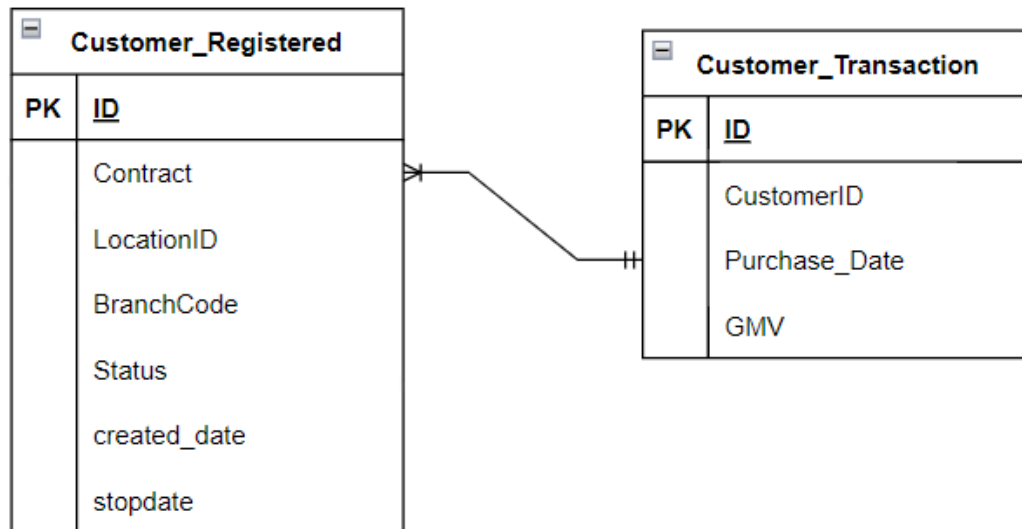 Customer_Registered
PK ID
Contract
LocationID
BranchCode
Status
created_date
stopdate
Customer_Transaction
PK ID
CustomerID
Purchase_Date
GMV